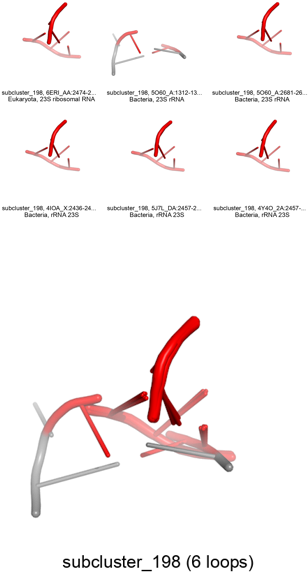 subcluster_198, 6ERI_AA:2474-2...
Eukaryota, 23S ribosomal RNA
subcluster_198, 5O60_A:1312-13...
Bacteria, 23S rRNA
subcluster_198, 5O60_A:2681-26...
Bacteria, 23S rRNA
subcluster_198, 4IOA_X:2436-24...
Bacteria, rRNA 23S
subcluster_198, 5J7L_DA:2457-2...
Bacteria, rRNA 23S
subcluster_198, 4Y4O_2A:2457-...
Bacteria, rRNA 23S
subcluster_198 (6 loops)